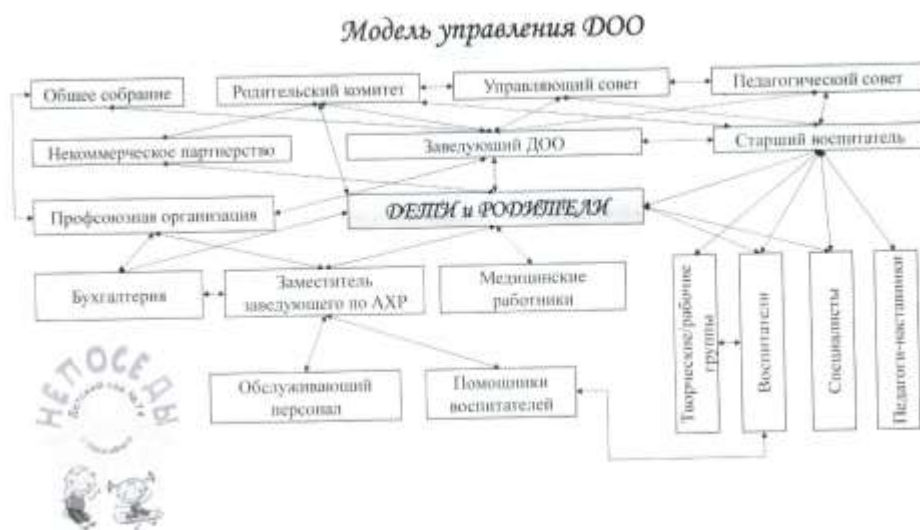 Модель управления ДОО
Общее собрание
Родительский комитет
Управляющий совет
Педагогический совет
Некоммерческое партнерство
Заведующий ДОО
Старший воспитатель
Профсоюзная организация
ДЕТИ и РОДИТЕЛИ
Бухгалтерия
Заместитель
заведующего по АХР
Медицинские
работники
Творческие/рабочие
группы
Воспитатели
Специалисты
Педагоги-наставники
Обслуживающий
персонал
Помощники
воспитателей
НЕПОСЕДЫ
Детский сад